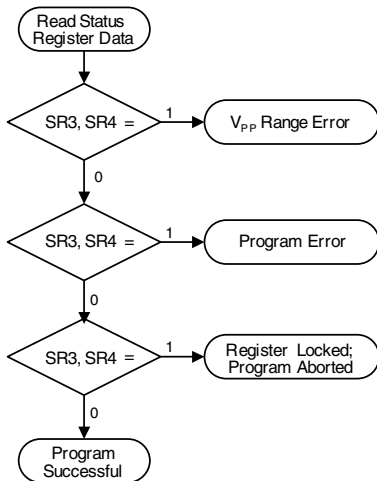 Read Status
Register Data
SR3, SR4 =
1
V_PP Range Error
0
SR3, SR4 =
1
Program Error
0
SR3, SR4 =
1
Register Locked;
Program Aborted
0
Program
Successful